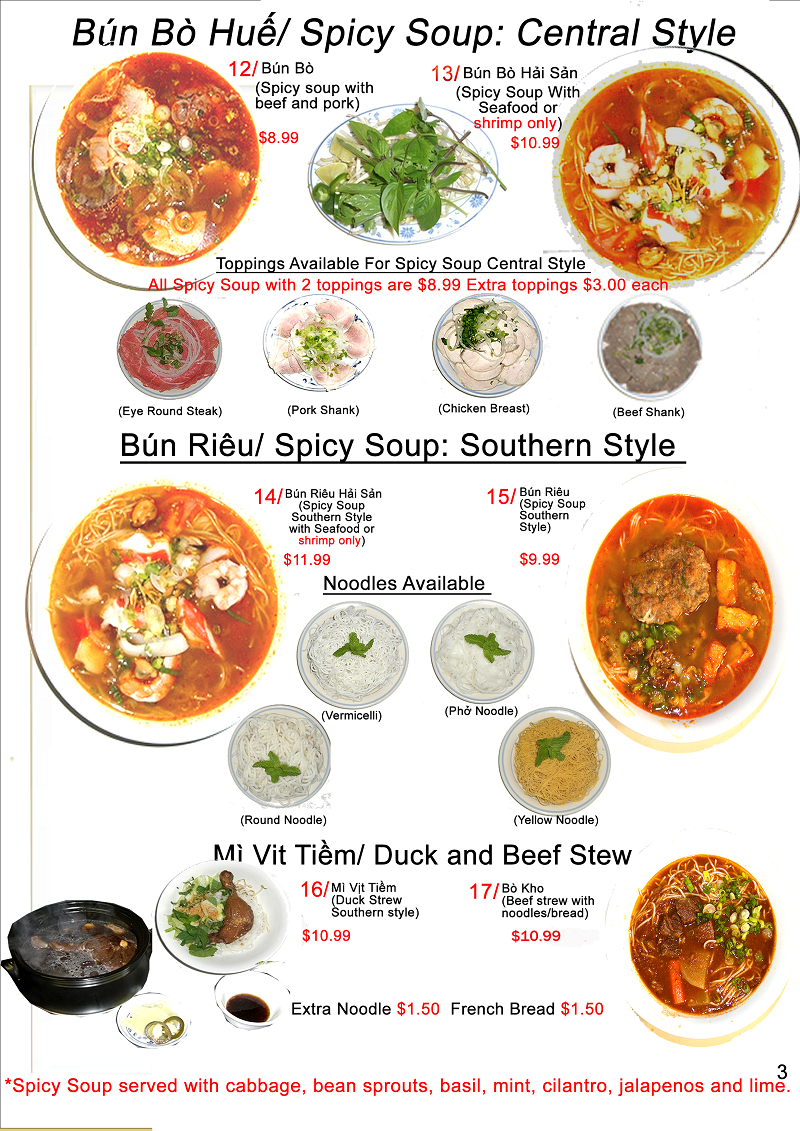 Bún Bò Huế/ Spicy Soup: Central Style
12/ Bún Bò
(Spicy soup with
beef and pork)
$8.99
13/ Bún Bò Hải Sản
(Spicy Soup With
Seafood or
shrimp only)
$10.99
Toppings Available For Spicy Soup Central Style
All Spicy Soup with 2 toppings are $8.99 Extra toppings $3.00 each
(Eye Round Steak)
(Pork Shank)
(Chicken Breast)
(Beef Shank)
Bún Riêu/ Spicy Soup: Southern Style
14/ Bún Riêu Hải Sản
(Spicy Soup
Southern Style
with Seafood or
shrimp only)
$11.99
15/ Bún Riêu
(Spicy Soup
Southern
Style)
$9.99
Noodles Available
(Vermicelli)
(Phở Noodle)
(Round Noodle)
(Yellow Noodle)
Mì Vịt Tiềm/ Duck and Beef Stew
16/ Mì Vịt Tiềm
(Duck Strew
Southern style)
$10.99
17/ Bò Kho
(Beef strew with
noodles/bread)
$10.99
Extra Noodle $1.50 French Bread $1.50
3
*Spicy Soup served with cabbage, bean sprouts, basil, mint, cilantro, jalapenos and lime.